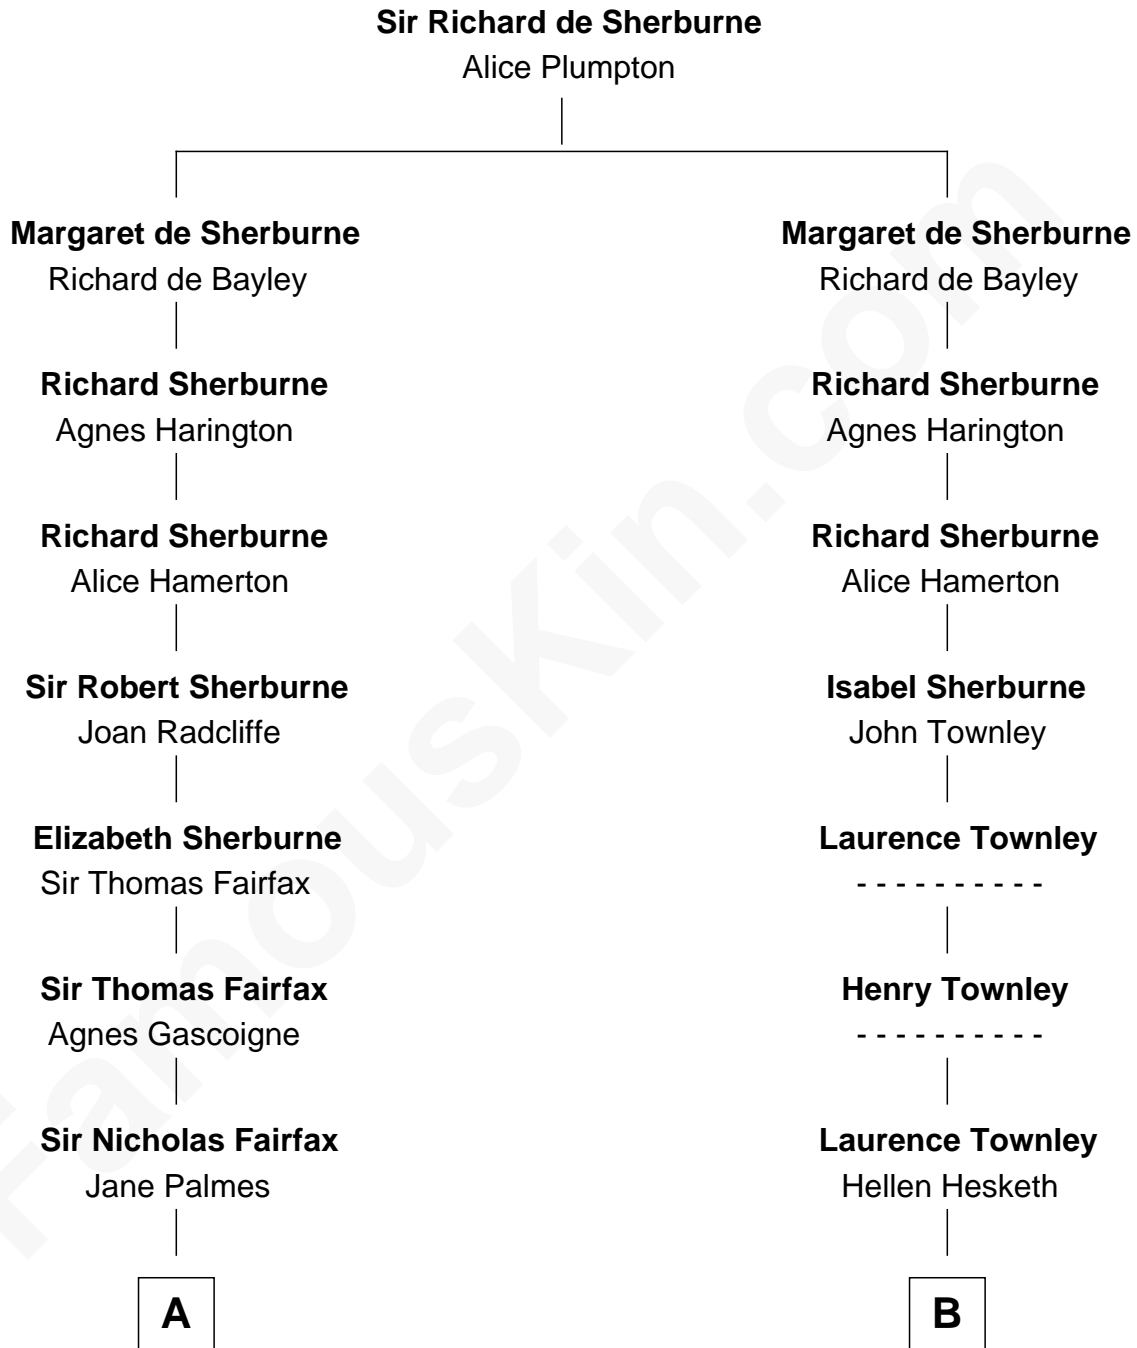 Sir Richard de Sherburne
Alice Plumpton
Margaret de Sherburne
Richard de Bayley
Richard Sherburne
Agnes Harington
Richard Sherburne
Alice Hamerton
Sir Robert Sherburne
Joan Radcliffe
Elizabeth Sherburne
Sir Thomas Fairfax
Sir Thomas Fairfax
Agnes Gascoigne
Sir Nicholas Fairfax
Jane Palmes
A
Margaret de Sherburne
Richard de Bayley
Richard Sherburne
Agnes Harington
Richard Sherburne
Alice Hamerton
Isabel Sherburne
John Townley
Laurence Townley
- - - - - - - - - -
Henry Townley
- - - - - - - - - -
Laurence Townley
Hellen Hesketh
B
FamousKin.com